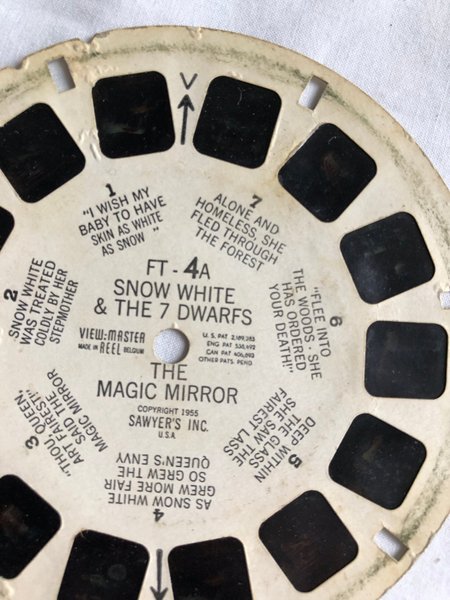 V
1
"I WISH MY
BABY TO HAVE
SKIN AS WHITE
AS SNOW "
7
ALONE AND
HOMELESS, SHE
FLED THROUGH
THE FOREST
FT - 4A
SNOW WHITE
& THE 7 DWARFS
VIEW-MASTER
MADE IN REEL BELGIUM
U.S. PAT. 2,189,285
ENG. PAT. 538,492
CAN. PAT. 406,692
OTHER PATS. PEND.
THE
MAGIC MIRROR
COPYRIGHT 1955
SAWYER'S INC.
U.S.A.
2
SNOW WHITE
WAS TREATED
COLDLY BY HER
STEPMOTHER
3
"THOU, QUEEN,
ART FAIREST!"
SAID THE
MAGIC MIRROR
4
AS SNOW WHITE
GREW MORE FAIR
SO GREW THE
QUEEN'S ENVY
5
DEEP WITHIN
THE GLASS
SHE SAW THE
FAIREST LASS
6
"FLEE INTO
THE WOODS - SHE
HAS ORDERED
YOUR DEATH!"